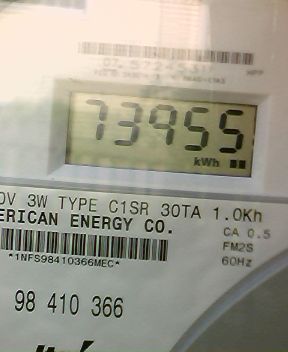 73955
kWh
0V 3W TYPE C1SR 30TA 1.0Kh
ERICAN ENERGY CO.
CA 0.5
*1NFS98410366MEC*
FM2S
60Hz
98 410 366